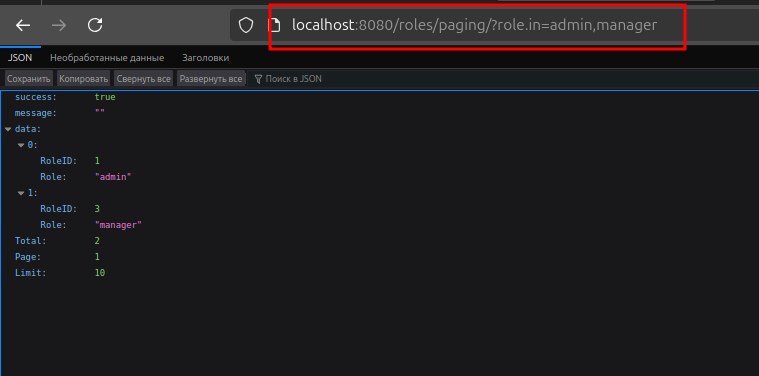 localhost:8080/roles/paging/?role.in=admin,manager
JSON Необработанные данные Заголовки
Сохранить Копировать Свернуть все Развернуть все Поиск в JSON
success: true
message: ""
data:
0:
RoleID: 1
Role: "admin"
1:
RoleID: 3
Role: "manager"
Total: 2
Page: 1
Limit: 10